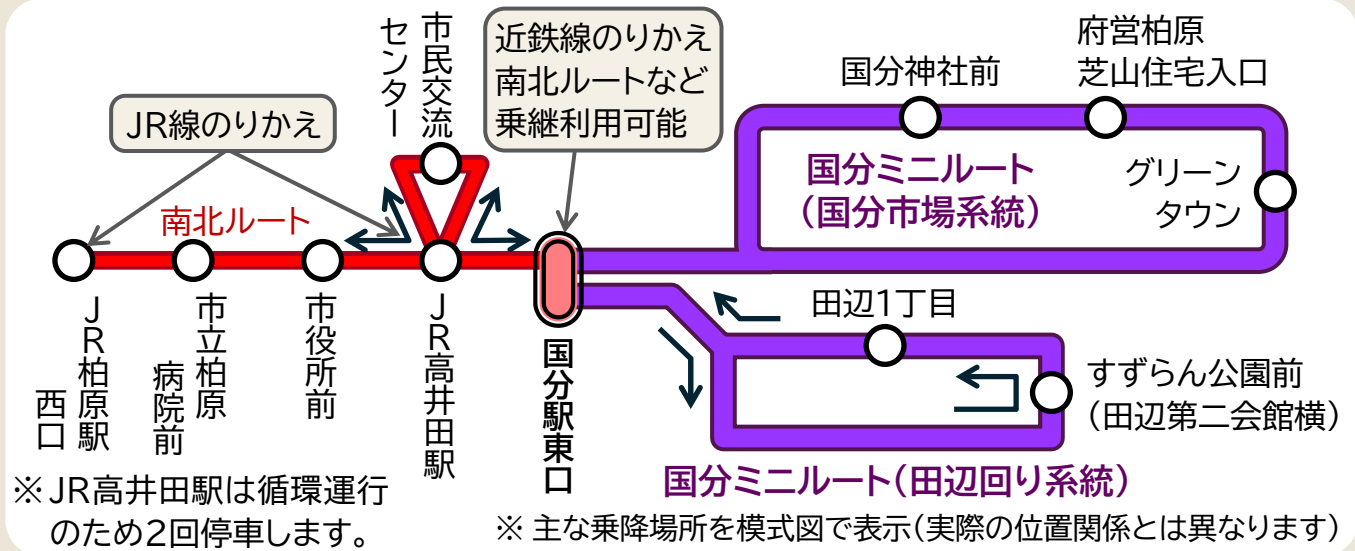 市民交流
センター
近鉄線のりかえ
南北ルートなど
乗継利用可能
国分神社前
府営柏原
芝山住宅入口
JR線のりかえ
国分ミニルート
（国分市場系統）
グリーン
タウン
南北ルート
JR柏原駅
西口
市立柏原
病院前
市役所前
JR高井田駅
国分駅東口
田辺1丁目
すずらん公園前
（田辺第二会館横）
国分ミニルート（田辺回り系統）
※JR高井田駅は循環運行
のため2回停車します。
※ 主な乗降場所を模式図で表示（実際の位置関係とは異なります）